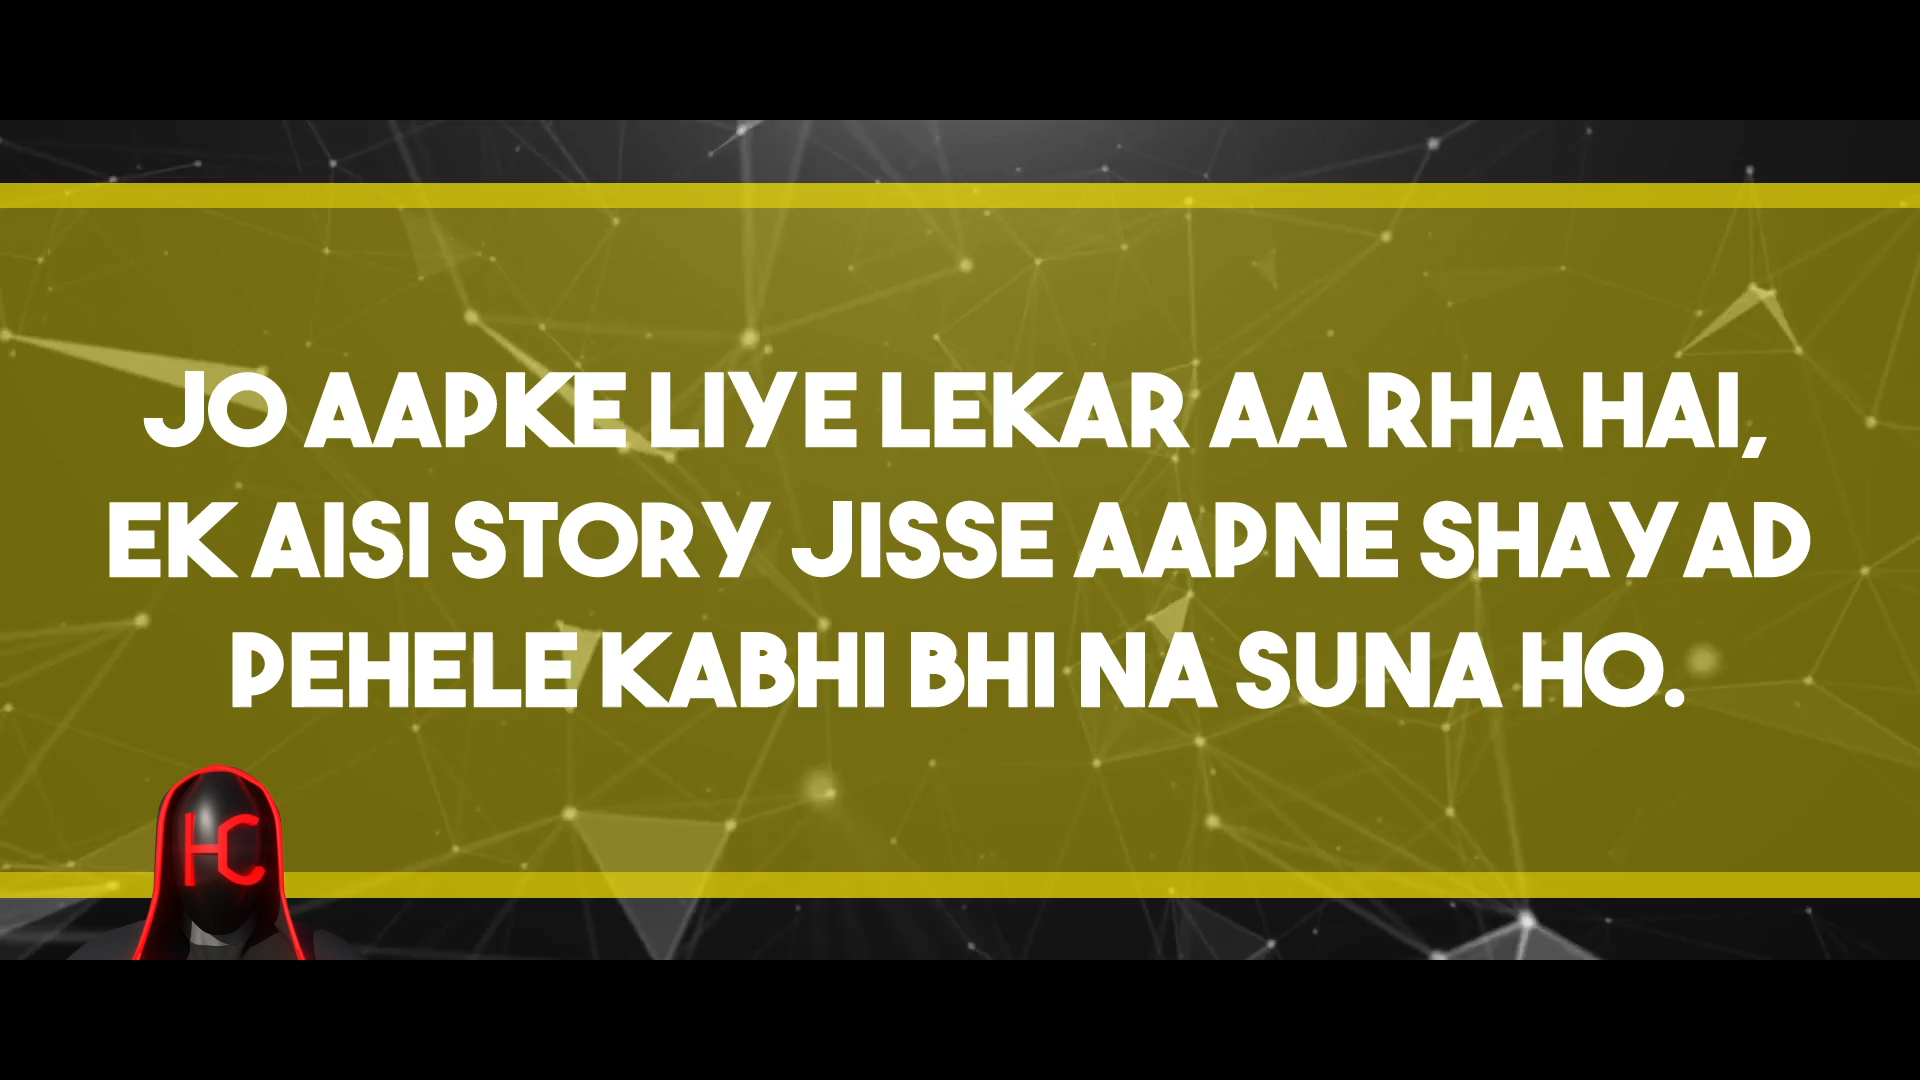 JO AAPKE LIYE LEKAR AA RHA HAI,
EK AISI STORY JISSE AAPNE SHAYAD
PEHELE KABHI BHI NA SUNA HO.
HC